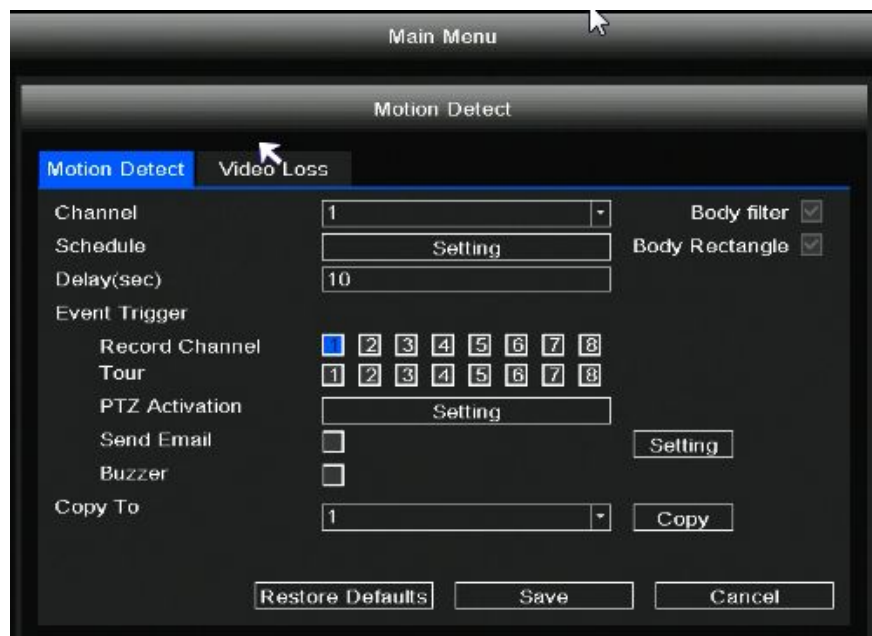 Main Menu
Motion Detect
Motion Detect Video Loss
Channel 1 Body filter
Schedule Setting Body Rectangle
Delay(sec) 10
Event Trigger
Record Channel 1 2 3 4 5 6 7 8
Tour 1 2 3 4 5 6 7 8
PTZ Activation Setting
Send Email Setting
Buzzer
Copy To 1 Copy
Restore Defaults Save Cancel